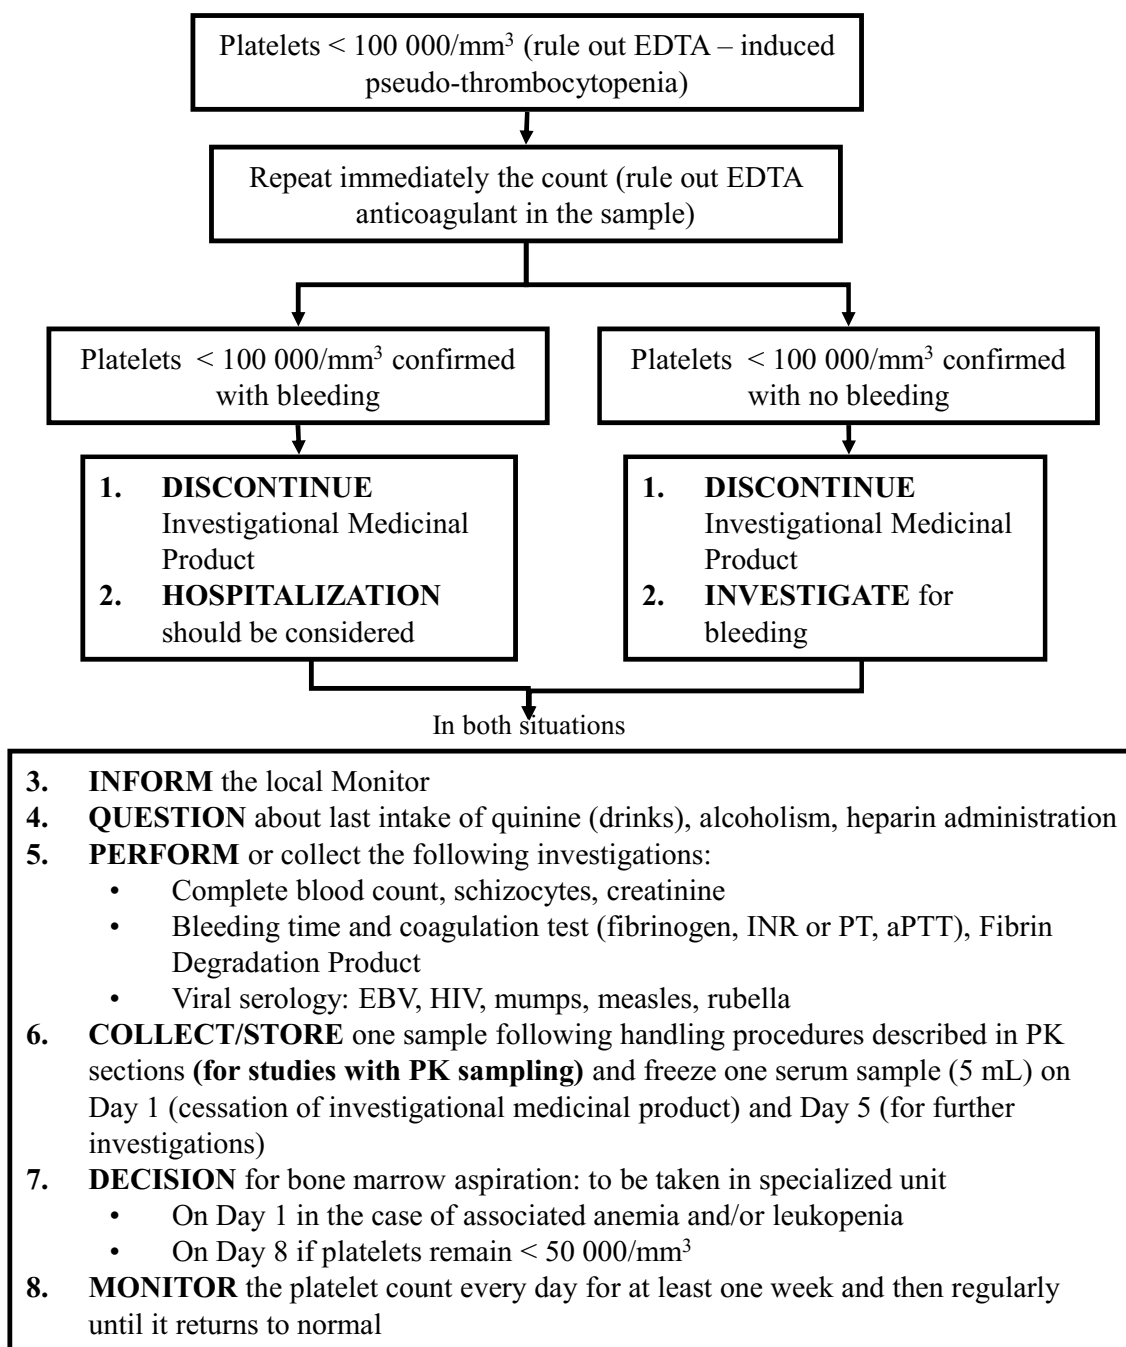 Platelets < 100 000/mm³ (rule out EDTA – induced
pseudo-thrombocytopenia)
Repeat immediately the count (rule out EDTA
anticoagulant in the sample)
Platelets < 100 000/mm³ confirmed
with bleeding
Platelets < 100 000/mm³ confirmed
with no bleeding
1. DISCONTINUE
Investigational Medicinal
Product
2. HOSPITALIZATION
should be considered
1. DISCONTINUE
Investigational Medicinal
Product
2. INVESTIGATE for
bleeding
In both situations
3. INFORM the local Monitor
4. QUESTION about last intake of quinine (drinks), alcoholism, heparin administration
5. PERFORM or collect the following investigations:
• Complete blood count, schizocytes, creatinine
• Bleeding time and coagulation test (fibrinogen, INR or PT, aPTT), Fibrin
Degradation Product
• Viral serology: EBV, HIV, mumps, measles, rubella
6. COLLECT/STORE one sample following handling procedures described in PK
sections (for studies with PK sampling) and freeze one serum sample (5 mL) on
Day 1 (cessation of investigational medicinal product) and Day 5 (for further
investigations)
7. DECISION for bone marrow aspiration: to be taken in specialized unit
• On Day 1 in the case of associated anemia and/or leukopenia
• On Day 8 if platelets remain < 50 000/mm³
8. MONITOR the platelet count every day for at least one week and then regularly
until it returns to normal